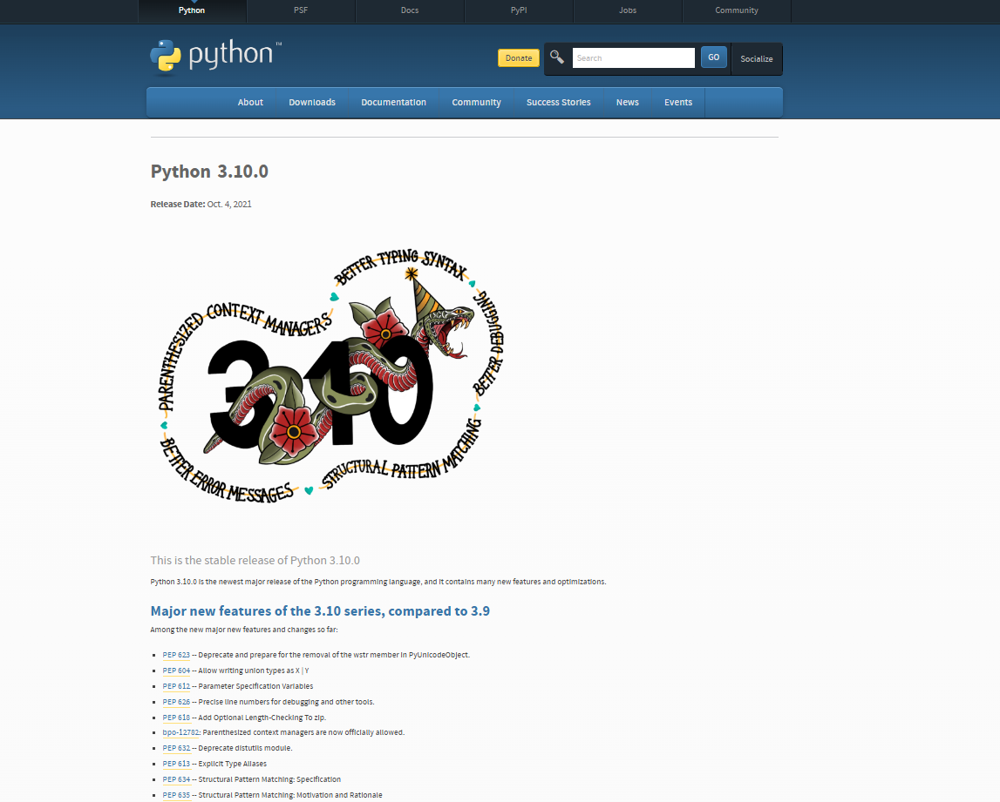 Python
PSF
Docs
PyPI
Jobs
Community
python™
Donate
Search
GO
Socialize
About
Downloads
Documentation
Community
Success Stories
News
Events
Python 3.10.0
Release Date: Oct. 4, 2021
BETTER TYPING SYNTAX
PARENTHESIZED CONTEXT MANAGERS
BETTER DEBUGGING
3.10
STRUCTURAL PATTERN MATCHING
BETTER ERROR MESSAGES
This is the stable release of Python 3.10.0
Python 3.10.0 is the newest major release of the Python programming language, and it contains many new features and optimizations.
Major new features of the 3.10 series, compared to 3.9
Among the new major new features and changes so far:
PEP 623 -- Deprecate and prepare for the removal of the wstr member in PyUnicodeObject.
PEP 604 -- Allow writing union types as X | Y
PEP 612 -- Parameter Specification Variables
PEP 626 -- Precise line numbers for debugging and other tools.
PEP 618 -- Add Optional Length-Checking To zip.
bpo-12782: Parenthesized context managers are now officially allowed.
PEP 632 -- Deprecate distutils module.
PEP 613 -- Explicit Type Aliases
PEP 634 -- Structural Pattern Matching: Specification
PEP 635 -- Structural Pattern Matching: Motivation and Rationale